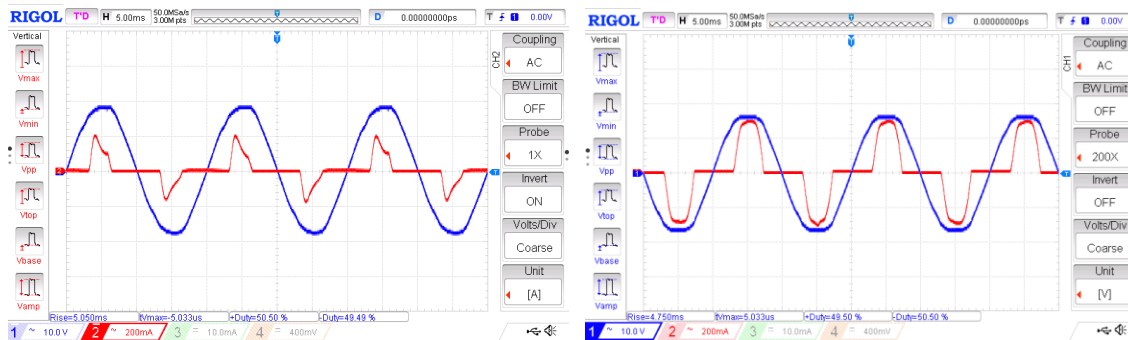 RIGOL T'D H 5.00ms 50.0MSa/s 3.00M pts D 0.00000000ps T 1 0.00V
Vertical
Vmax
Vmin
Vpp
Vtop
Vbase
Vamp
CH2
Coupling
AC
BW Limit
OFF
Probe
1X
Invert
ON
Volts/Div
Coarse
Unit
[A]
T
2
T
Rise=5.050ms tVmax=-5.033us +Duty=50.50 % -Duty=49.49 %
1 ~ 10.0 V 2 ~ 200mA 3 = 10.0mA 4 = 400mV
RIGOL T'D H 5.00ms 50.0MSa/s 3.00M pts D 0.00000000ps T 1 0.00V
Vertical
Vmax
Vmin
Vpp
Vtop
Vbase
Vamp
CH1
Coupling
AC
BW Limit
OFF
Probe
200X
Invert
OFF
Volts/Div
Coarse
Unit
[V]
T
1
T
Rise=4.750ms tVmax=5.033us +Duty=49.50 % -Duty=50.50 %
1 ~ 10.0 V 2 ~ 200mA 3 = 10.0mA 4 = 400mV